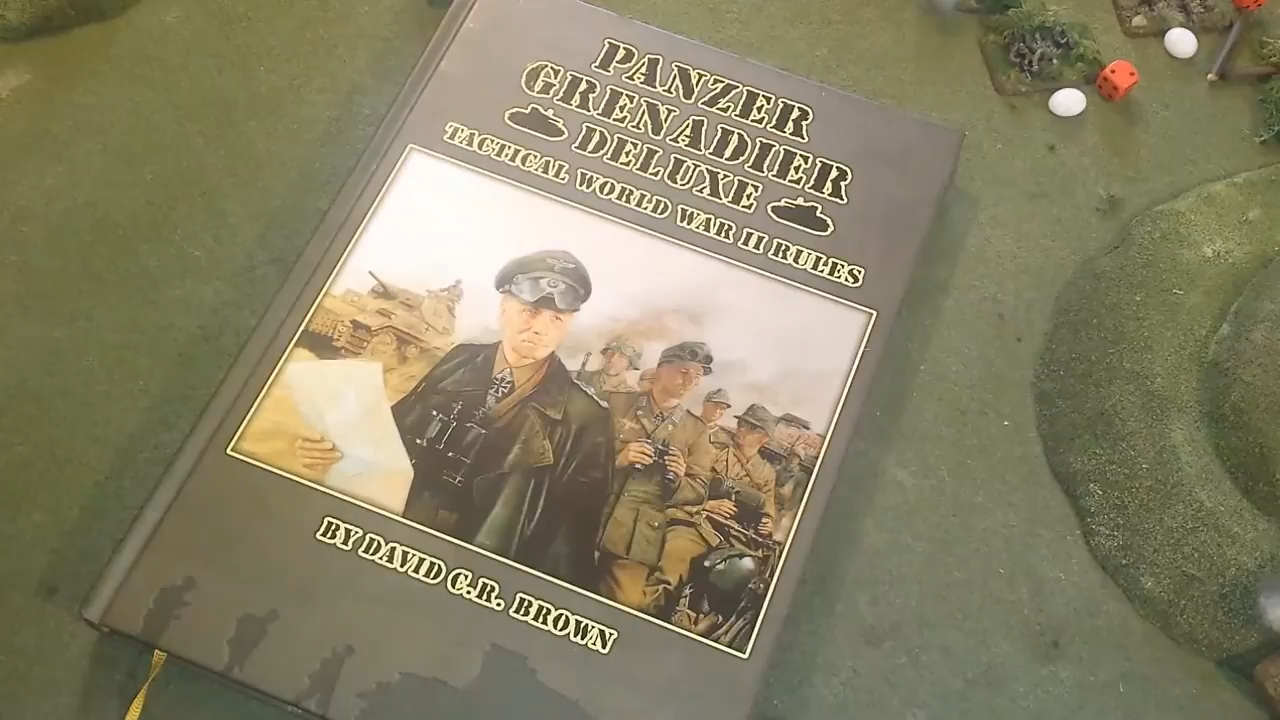 PANZER
GRENADIER
DELUXE
TACTICAL WORLD WAR II RULES
BY DAVID C.R. BROWN